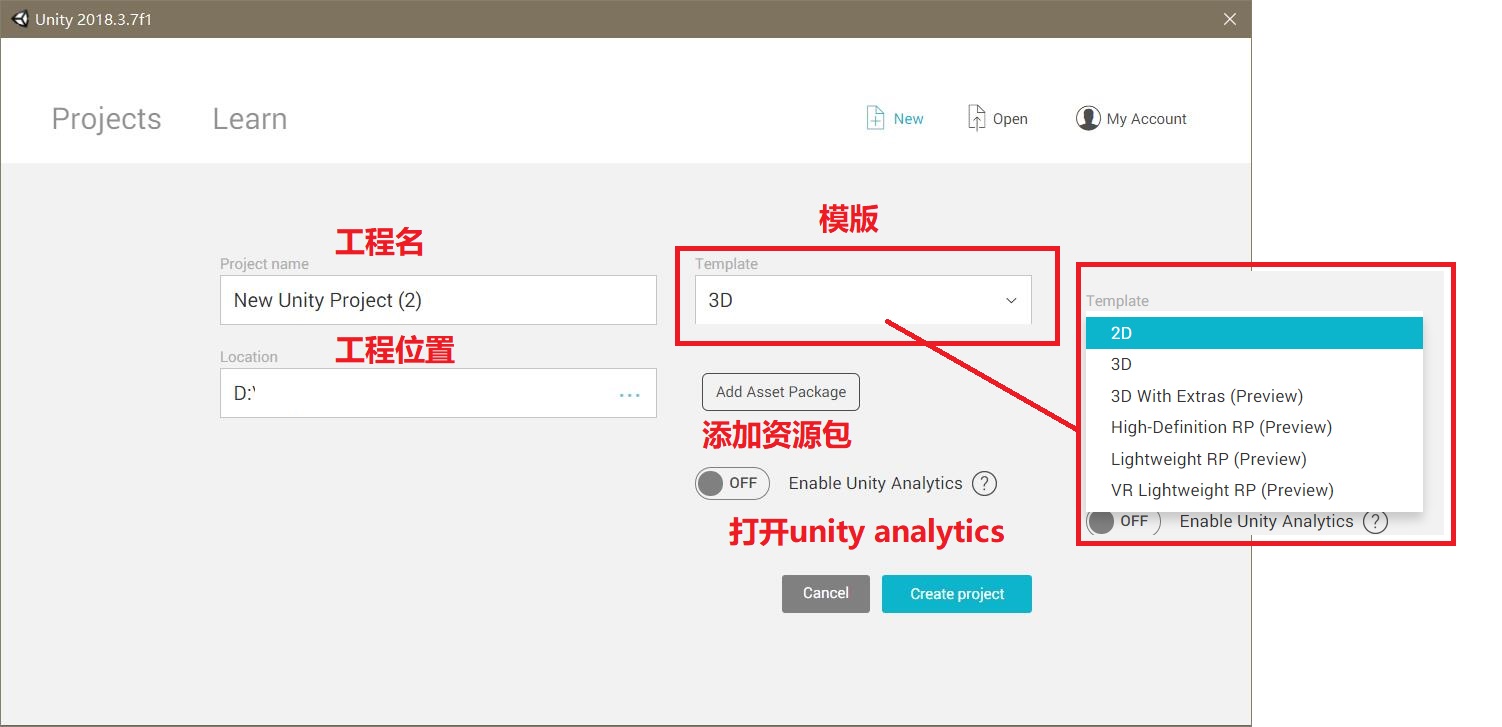 Unity 2018.3.7f1
Projects
Learn
New
Open
My Account
工程名
Project name
New Unity Project (2)
工程位置
Location
D:\
...
模版
Template
3D
Add Asset Package
添加资源包
OFF
Enable Unity Analytics ?
打开unity analytics
Cancel
Create project
Template
2D
3D
3D With Extras (Preview)
High-Definition RP (Preview)
Lightweight RP (Preview)
VR Lightweight RP (Preview)
OFF
Enable Unity Analytics ?